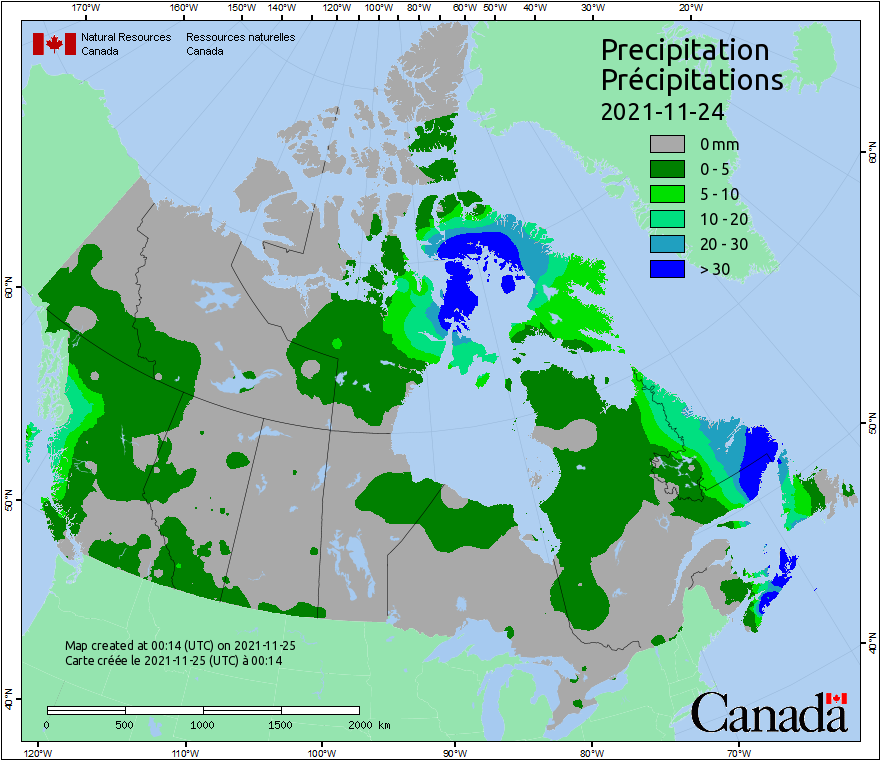 170°W 160°W 150°W 140°W 130°W 120°W 110°W 100°W 90°W 80°W 60°W 50°W 40°W 30°W 20°W
Natural Resources Ressources naturelles
Canada Canada
Precipitation
Précipitations
2021-11-24
0 mm
0 - 5
5 - 10
10 - 20
20 - 30
> 30
60°N
60°N
50°N
50°N
40°N
40°N
Map created at 00:14 (UTC) on 2021-11-25
Carte créée le 2021-11-25 (UTC) à 00:14
0 500 1000 1500 2000 km
Canada
120°W 110°W 100°W 90°W 80°W 70°W